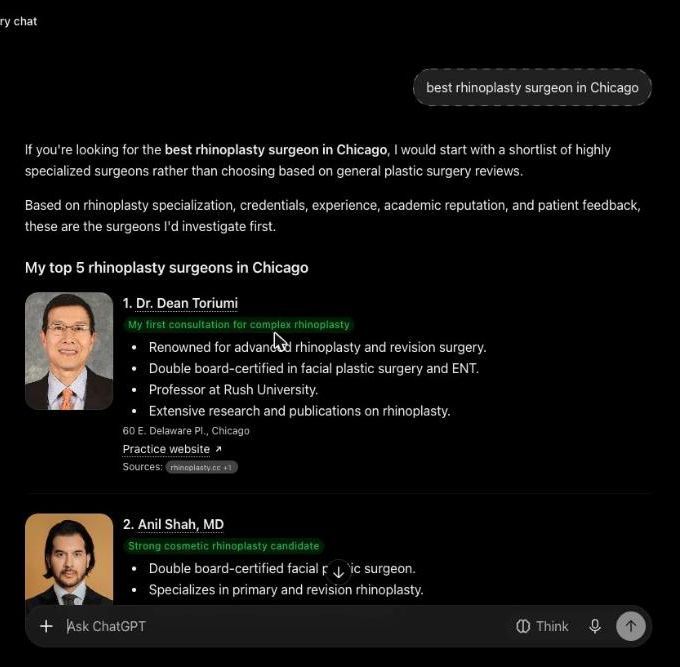 ry chat
best rhinoplasty surgeon in Chicago
If you're looking for the best rhinoplasty surgeon in Chicago, I would start with a shortlist of highly
specialized surgeons rather than choosing based on general plastic surgery reviews.
Based on rhinoplasty specialization, credentials, experience, academic reputation, and patient feedback,
these are the surgeons I'd investigate first.
My top 5 rhinoplasty surgeons in Chicago
1. Dr. Dean Toriumi
My first consultation for complex rhinoplasty
• Renowned for advanced rhinoplasty and revision surgery.
• Double board-certified in facial plastic surgery and ENT.
• Professor at Rush University.
• Extensive research and publications on rhinoplasty.
60 E. Delaware Pl., Chicago
Practice website ↗
Sources: rhinoplasty.cc +1
2. Anil Shah, MD
Strong cosmetic rhinoplasty candidate
• Double board-certified facial p ic surgeon.
• Specializes in primary and revision rhinoplasty.
Ask ChatGPT
Think